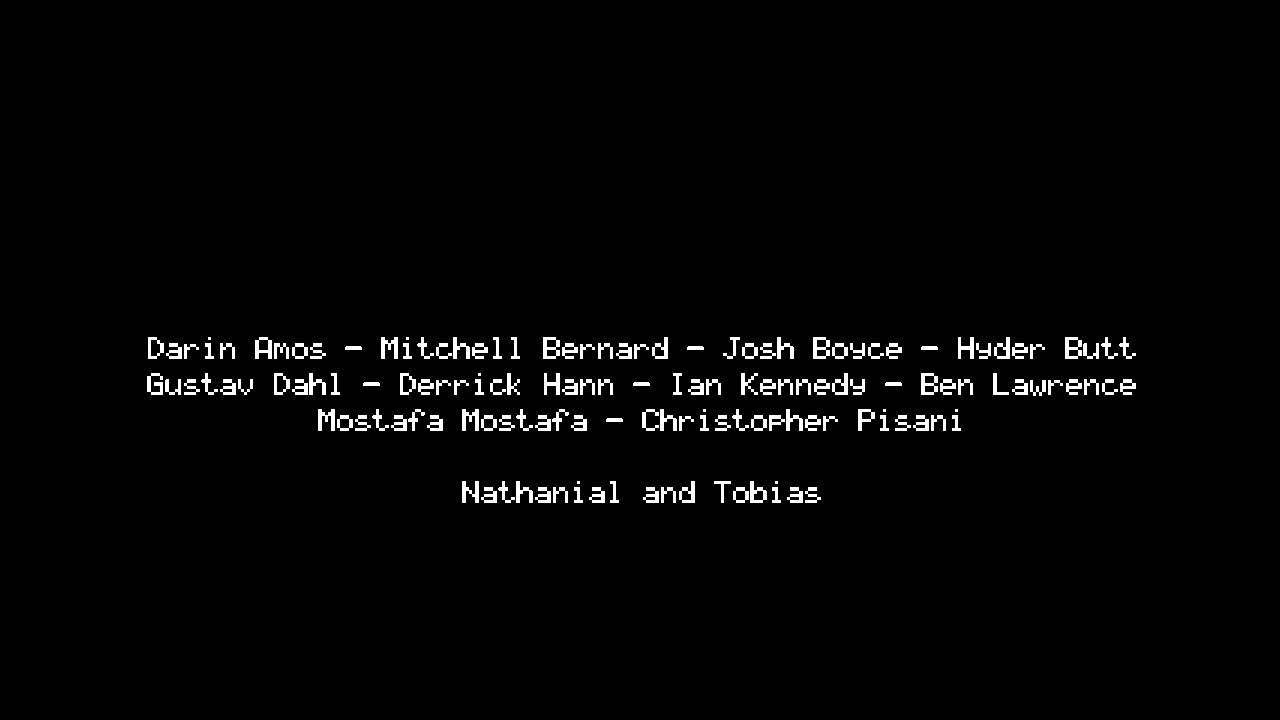 Darin Amos - Mitchell Bernard - Josh Boyce - Hyder Butt
Gustav Dahl - Derrick Hann - Ian Kennedy - Ben Lawrence
Mostafa Mostafa - Christopher Pisani
Nathanial and Tobias